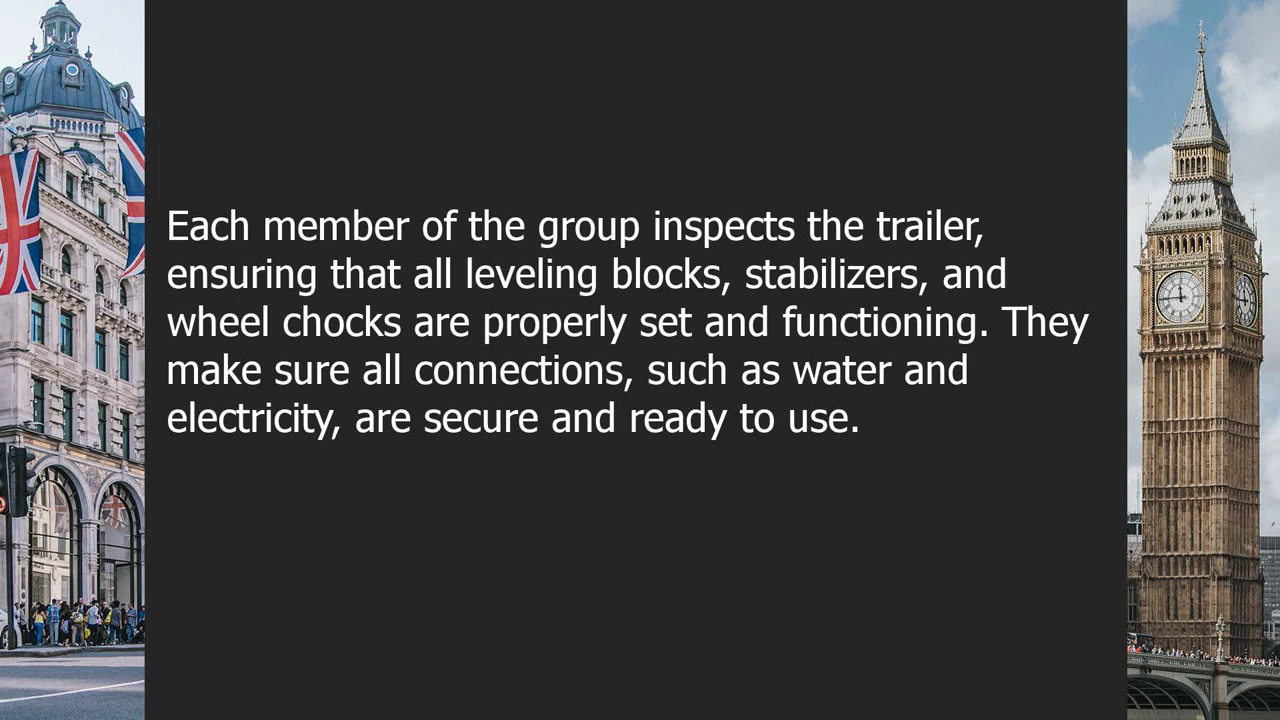 Each member of the group inspects the trailer,
ensuring that all leveling blocks, stabilizers, and
wheel chocks are properly set and functioning. They
make sure all connections, such as water and
electricity, are secure and ready to use.